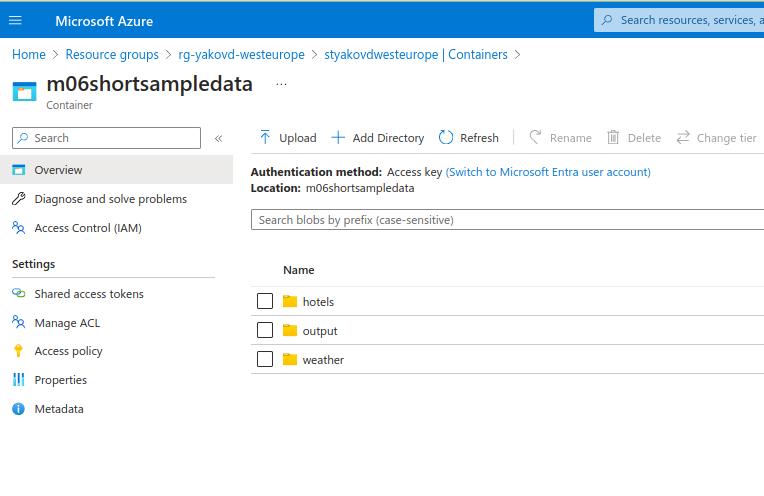 Microsoft Azure
Search resources, services, a
Home > Resource groups > rg-yakovd-westeurope > styakovdwesteurope | Containers >
m06shortsampledata ...
Container
Search «
Upload Add Directory Refresh Rename Delete Change tier
Overview
Authentication method: Access key (Switch to Microsoft Entra user account)
Location: m06shortsampledata
Diagnose and solve problems
Access Control (IAM)
Search blobs by prefix (case-sensitive)
Settings
Shared access tokens
Manage ACL
Access policy
Properties
Metadata
Name
hotels
output
weather